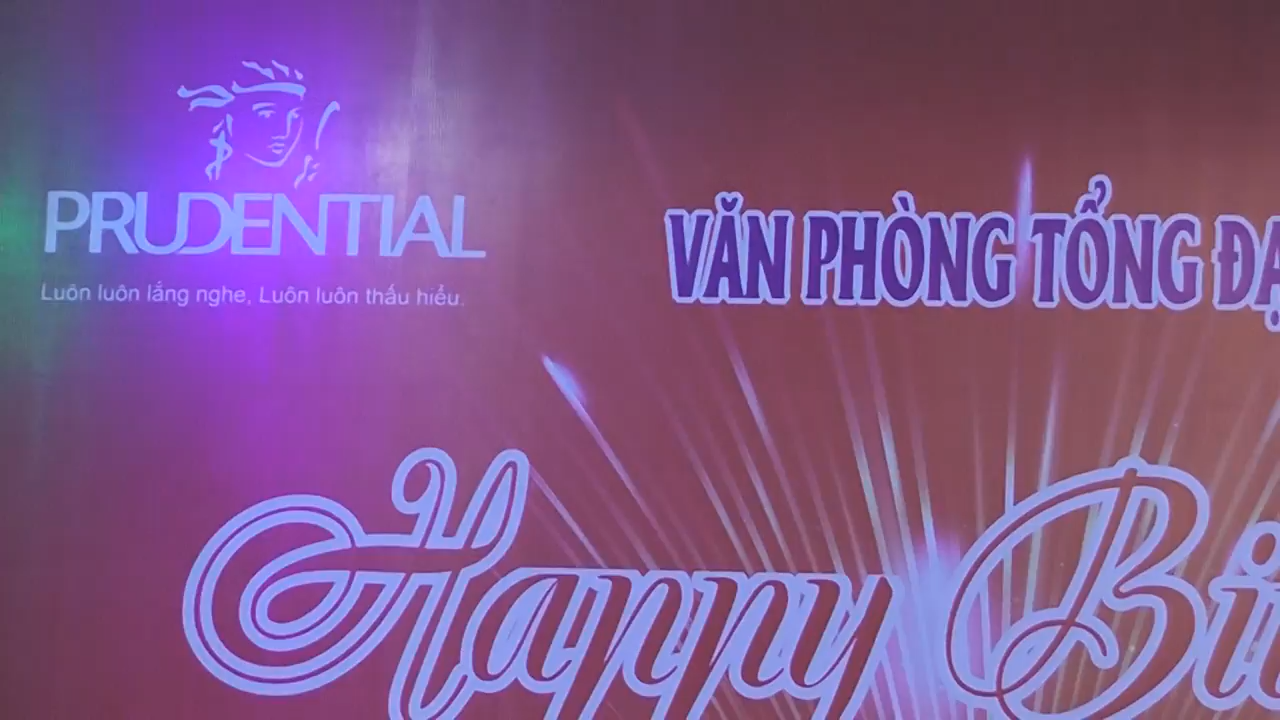 PRUDENTIAL
Luôn luôn lắng nghe, Luôn luôn thấu hiểu.
VĂN PHÒNG TỔNG
Happy